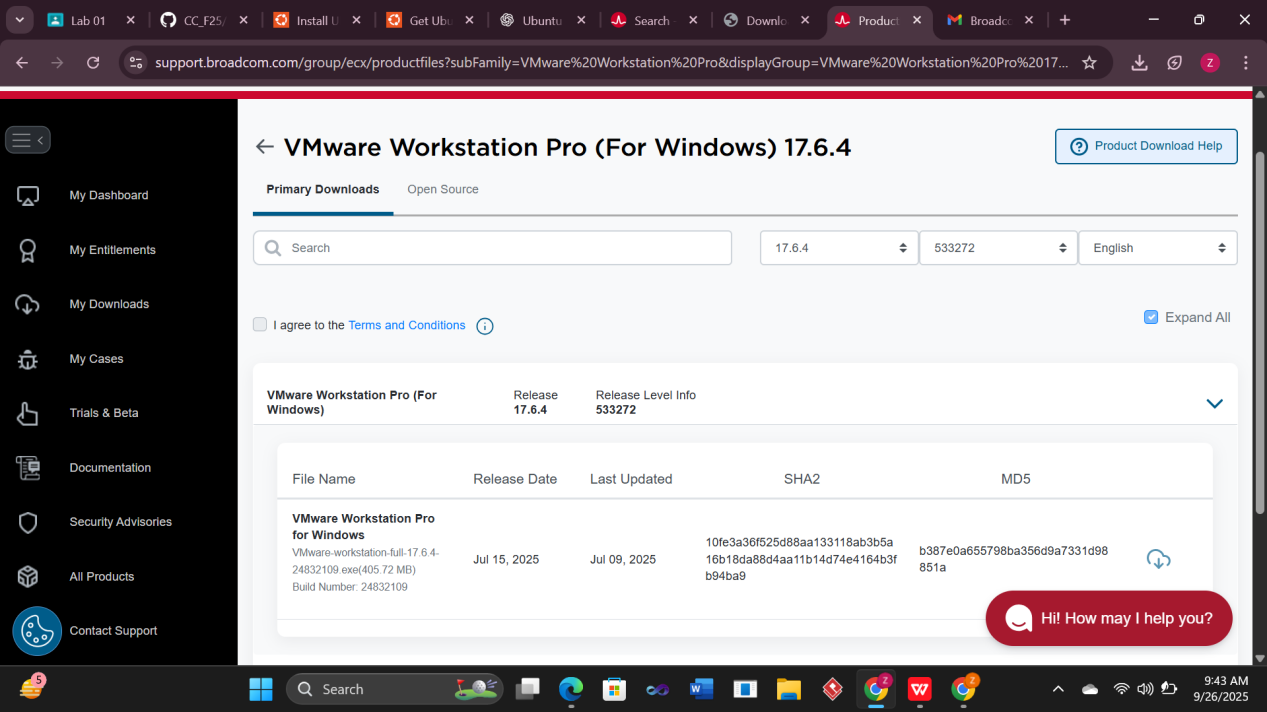 Lab 01
CC_F25/
Install U
Get Ubu
Ubuntu
Search -
Downlo
Product
Broadco
support.broadcom.com/group/ecx/productfiles?subFamily=VMware%20Workstation%20Pro&displayGroup=VMware%20Workstation%20Pro%2017...
Z
VMware Workstation Pro (For Windows) 17.6.4
Product Download Help
My Dashboard
Primary Downloads
Open Source
My Entitlements
Search
17.6.4
533272
English
My Downloads
I agree to the Terms and Conditions
Expand All
My Cases
VMware Workstation Pro (For
Windows)
Release
17.6.4
Release Level Info
533272
Trials & Beta
Documentation
File Name
Release Date
Last Updated
SHA2
MD5
Security Advisories
VMware Workstation Pro
for Windows
VMware-workstation-full-17.6.4-
24832109.exe(405.72 MB)
Build Number: 24832109
Jul 15, 2025
Jul 09, 2025
10fe3a36f525d88aa133118ab3b5a
16b18da88d4aa11b14d74e4164b3f
b94ba9
b387e0a655798ba356d9a7331d98
851a
All Products
Contact Support
Hi! How may I help you?
5
Search
Z
Z
9:43 AM
9/26/2025